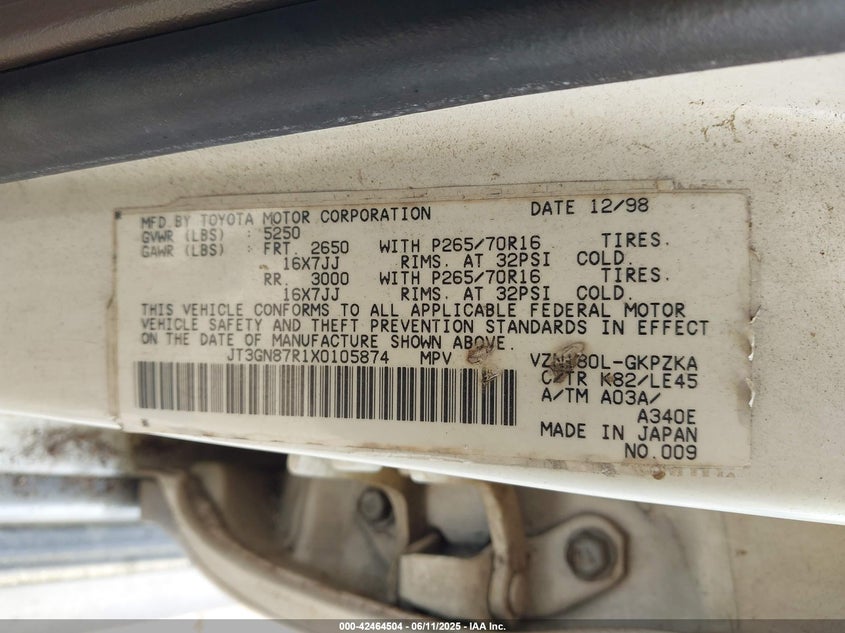 MFD.BY TOYOTA MOTOR CORPORATION DATE 12/98
GVWR (LBS) : 5250
GAWR (LBS) : FRT. 2650 WITH P265/70R16 TIRES.
16X7JJ RIMS. AT 32PSI COLD.
RR. 3000 WITH P265/70R16 TIRES.
16X7JJ RIMS. AT 32PSI COLD.
THIS VEHICLE CONFORMS TO ALL APPLICABLE FEDERAL MOTOR
VEHICLE SAFETY AND THEFT PREVENTION STANDARDS IN EFFECT
ON THE DATE OF MANUFACTURE SHOWN ABOVE.
JT3GN87R1X0105874 MPV VZN180L-GKPZKA
C/TR K82/LE45
A/TM A03A/
A340E
MADE IN JAPAN
NO.009
000-42464504 - 06/11/2025 - IAA Inc.